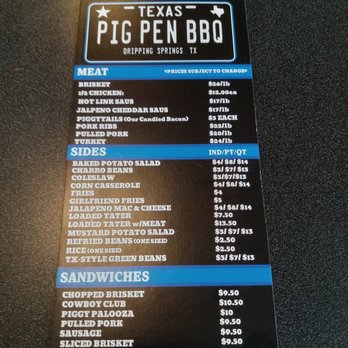 TEXAS
PIG PEN BBQ
DRIPPING SPRINGS TX
MEAT *PRICES SUBJECT TO CHANGE*
BRISKET $26/lb
1/2 CHICKEN: $12.00ea
HOT LINK SAUS $17/lb
JALPENO CHEDDAR SAUS $17/lb
PIGGYTAILS (Our Candied Bacon) $3 EACH
PORK RIBS $22/lb
PULLED PORK $20/lb
TURKEY $24/lb
SIDES IND/PT/QT
BAKED POTATO SALAD $4/ $8/ $14
CHARRO BEANS $3/ $7/ $13
COLESLAW $3/$7/$13
CORN CASSEROLE $4/ $8/ $14
FRIES $4
GIRLFRIEND FRIES $5
JALAPENO MAC & CHEESE $4/ $8/ $14
LOADED TATER $7.50
LOADED TATER w/MEAT $13.50
MUSTARD POTATO SALAD $3/ $7/ $13
REFRIED BEANS (ONE SIZE) $2.50
RICE (ONE SIZE) $2.50
TX-STYLE GREEN BEANS $3/ $7/ $13
SANDWICHES
CHOPPED BRISKET $9.50
COWBOY CLUB $10.50
PIGGY PALOOZA $10
PULLED PORK $9.50
SAUSAGE $9.50
SLICED BRISKET $9.50